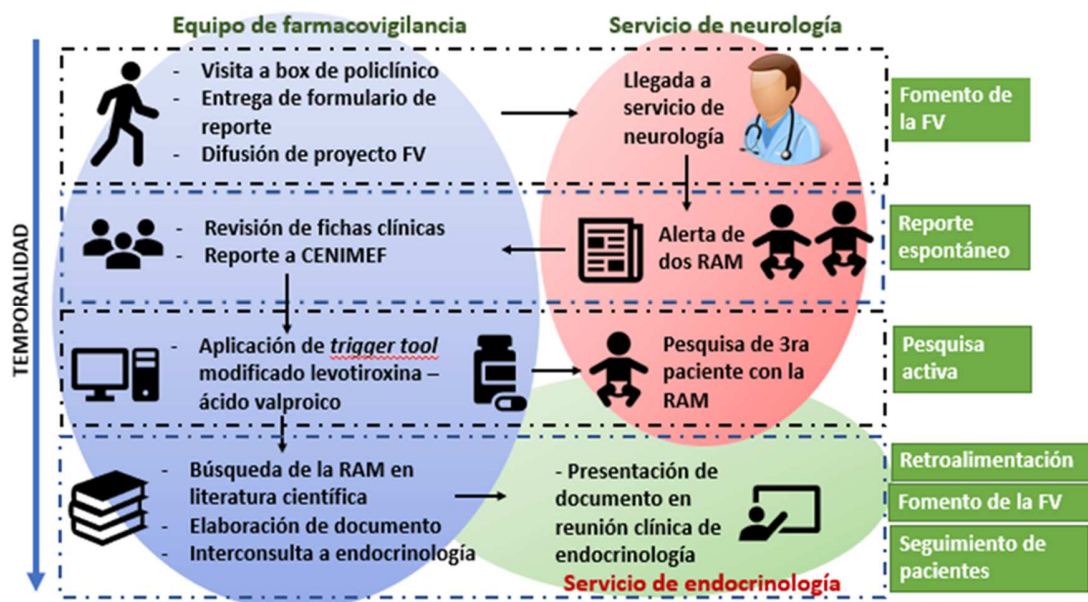 Equipo de farmacovigilancia
Servicio de neurología
TEMPORALIDAD
- Visita a box de policlínico
- Entrega de formulario de
reporte
- Difusión de proyecto FV
Llegada a
servicio de
neurología
Fomento de
la FV
- Revisión de fichas clínicas
- Reporte a CENIMEF
Alerta de
dos RAM
Reporte
espontáneo
- Aplicación de trigger tool
modificado levotiroxina –
ácido valproico
Pesquisa de 3ra
paciente con la
RAM
Pesquisa
activa
- Búsqueda de la RAM en
literatura científica
- Elaboración de documento
- Interconsulta a endocrinología
- Presentación de
documento en
reunión clínica de
endocrinología
Servicio de endocrinología
Retroalimentación
Fomento de la FV
Seguimiento de
pacientes